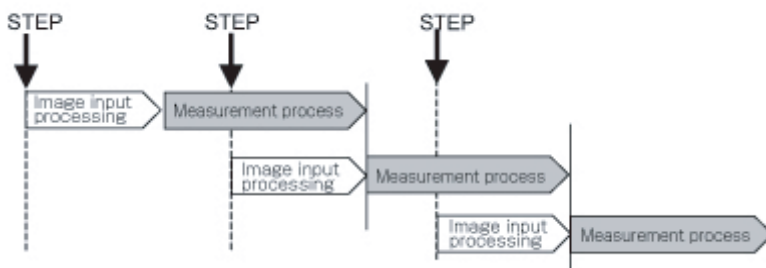 STEP
STEP
STEP
Image input
processing
Measurement process
Image input
processing
Measurement process
Image input
processing
Measurement process